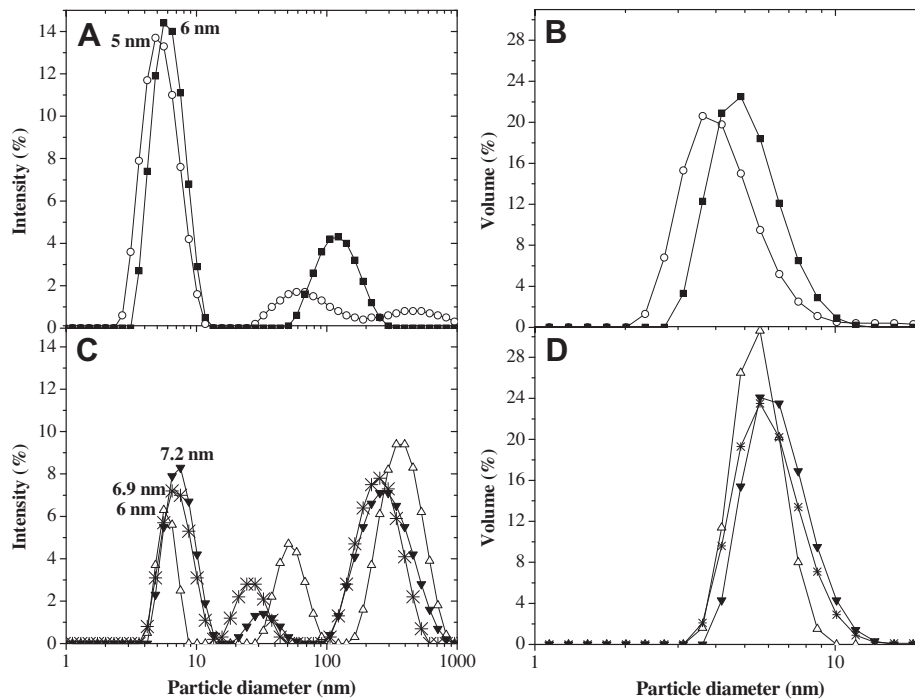 A
B
14
12
10
8
6
4
2
0
Intensity (%)
5 nm
6 nm
28
24
20
16
12
8
4
0
Volume (%)
C
D
14
12
10
8
6
4
2
0
Intensity (%)
7.2 nm
6.9 nm
6 nm
28
24
20
16
12
8
4
0
Volume (%)
1 10 100 1000
Particle diameter (nm)
1 10
Particle diameter (nm)